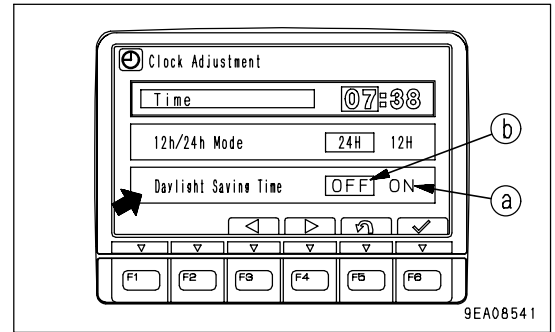 Clock Adjustment
Time 07:38
12h/24h Mode 24H 12H
b
Daylight Saving Time OFF ON
a
F1 F2 F3 F4 F5 F6
9EA08541